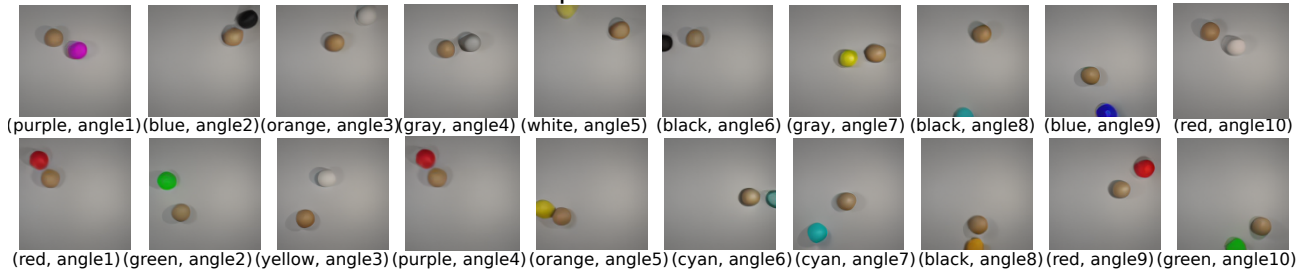 (purple, angle1) (blue, angle2) (orange, angle3) (gray, angle4) (white, angle5) (black, angle6) (gray, angle7) (black, angle8) (blue, angle9) (red, angle10)
(red, angle1) (green, angle2) (yellow, angle3) (purple, angle4) (orange, angle5) (cyan, angle6) (cyan, angle7) (black, angle8) (red, angle9) (green, angle10)